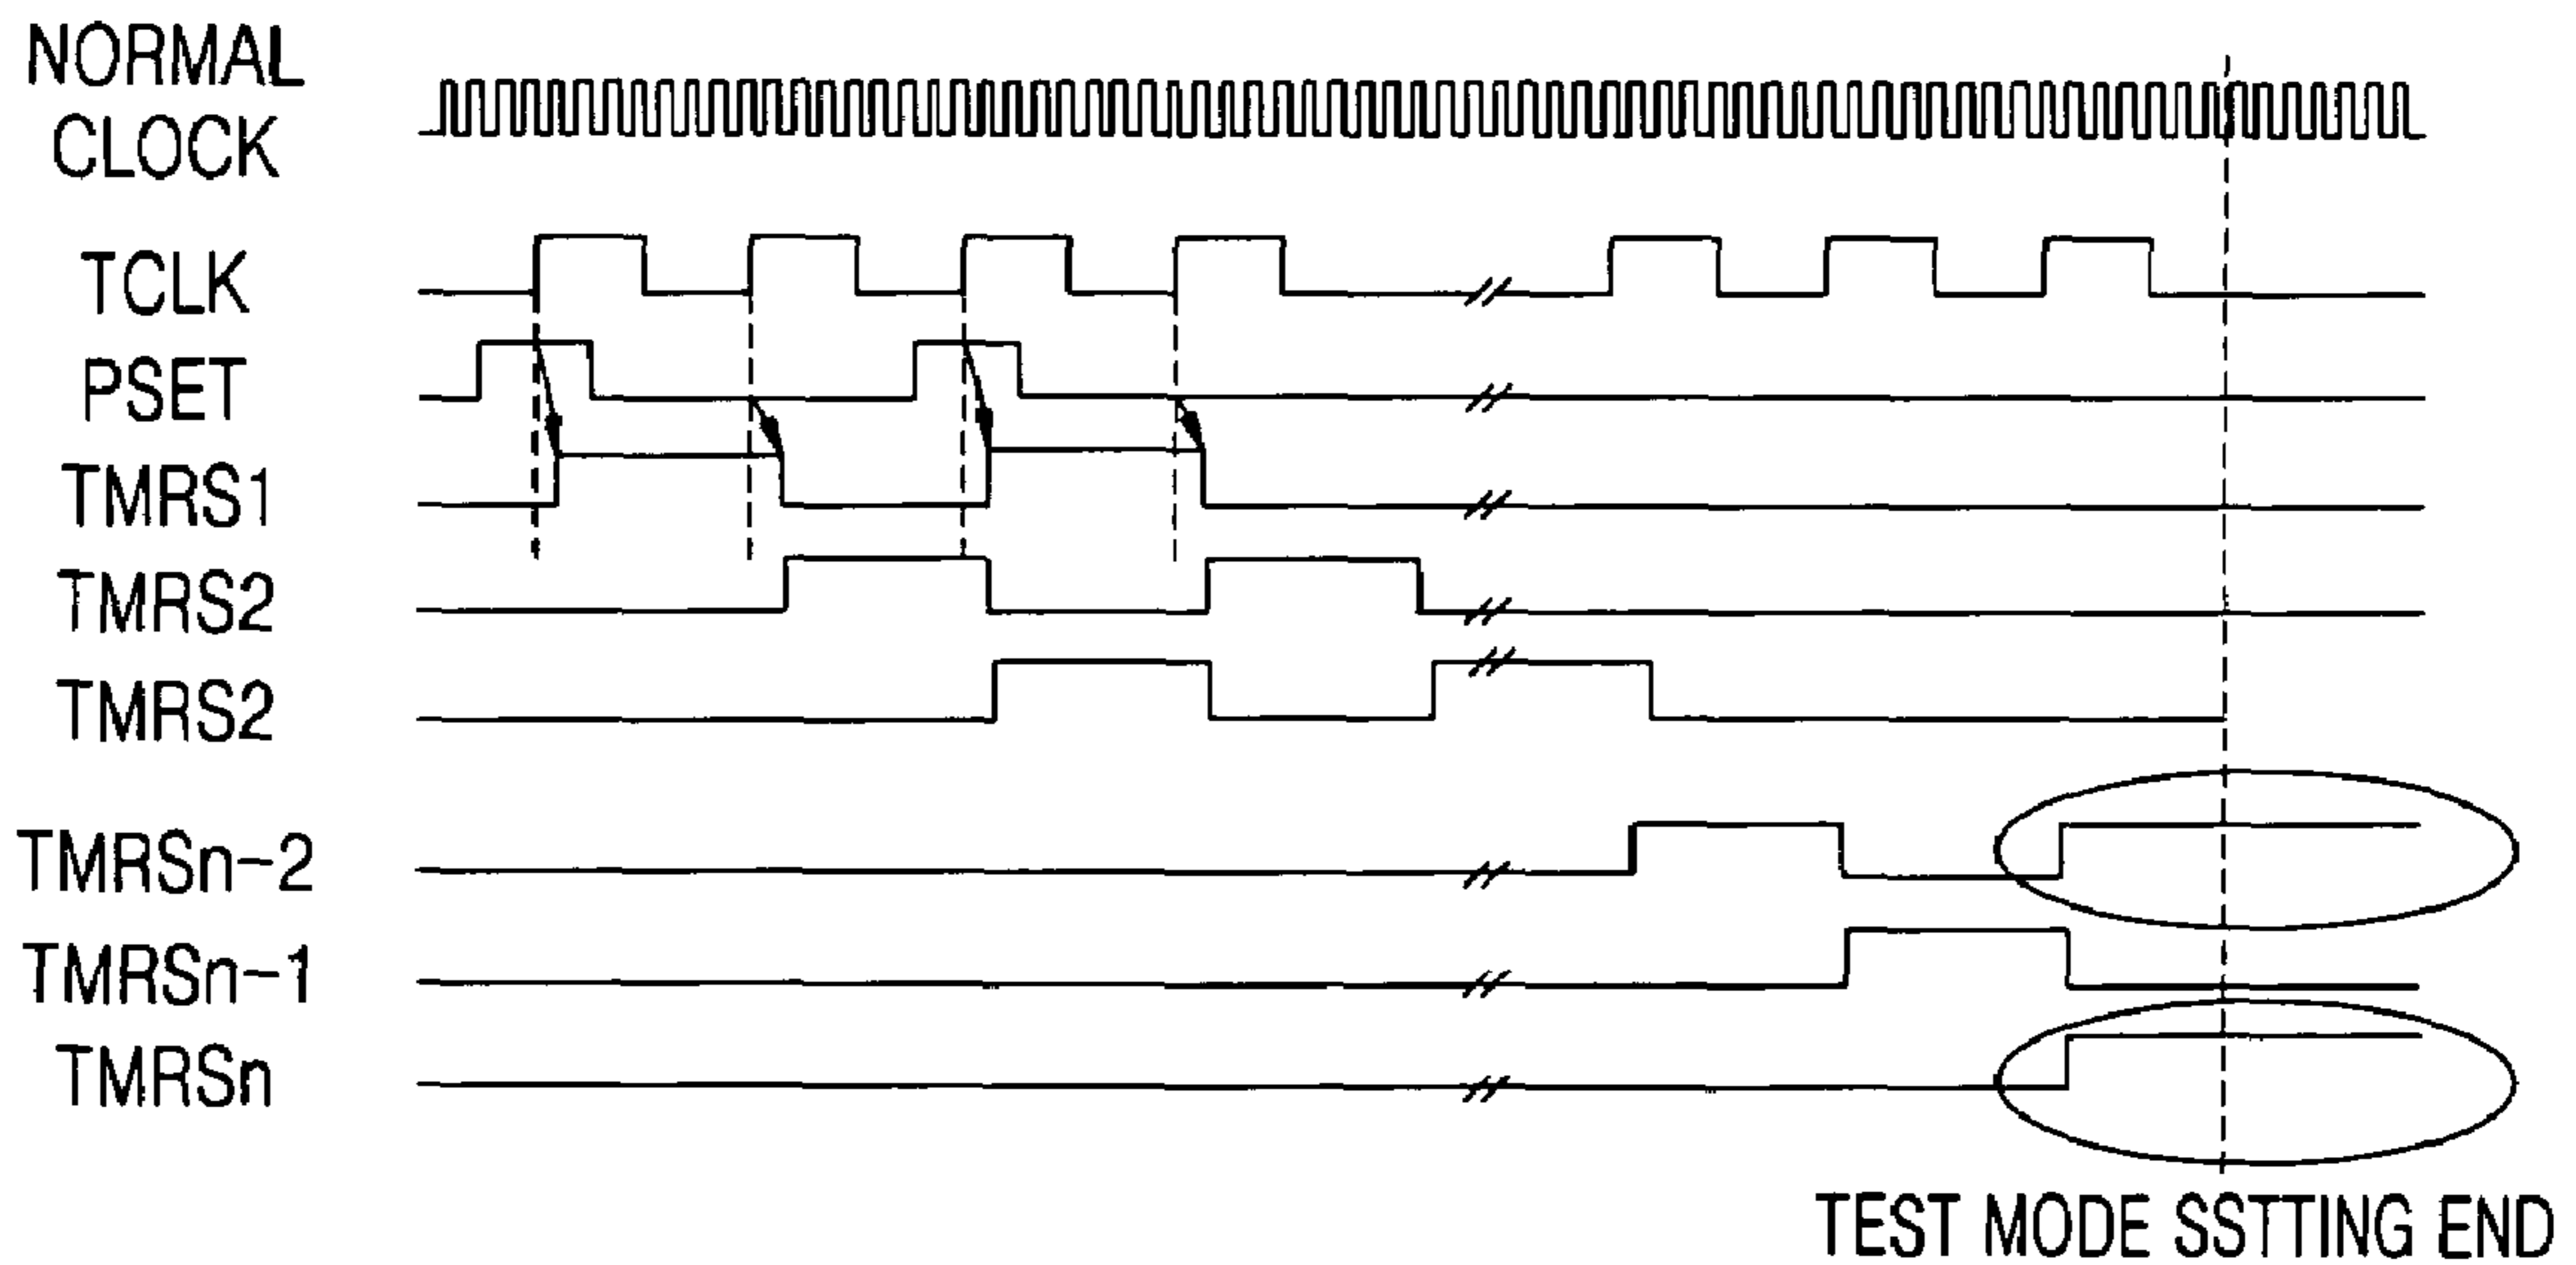 NORMAL
CLOCK
TCLK
PSET
TMRS1
TMRS2
TMRS2
TMRSn-2
TMRSn-1
TMRSn
TEST MODE SSTTING END